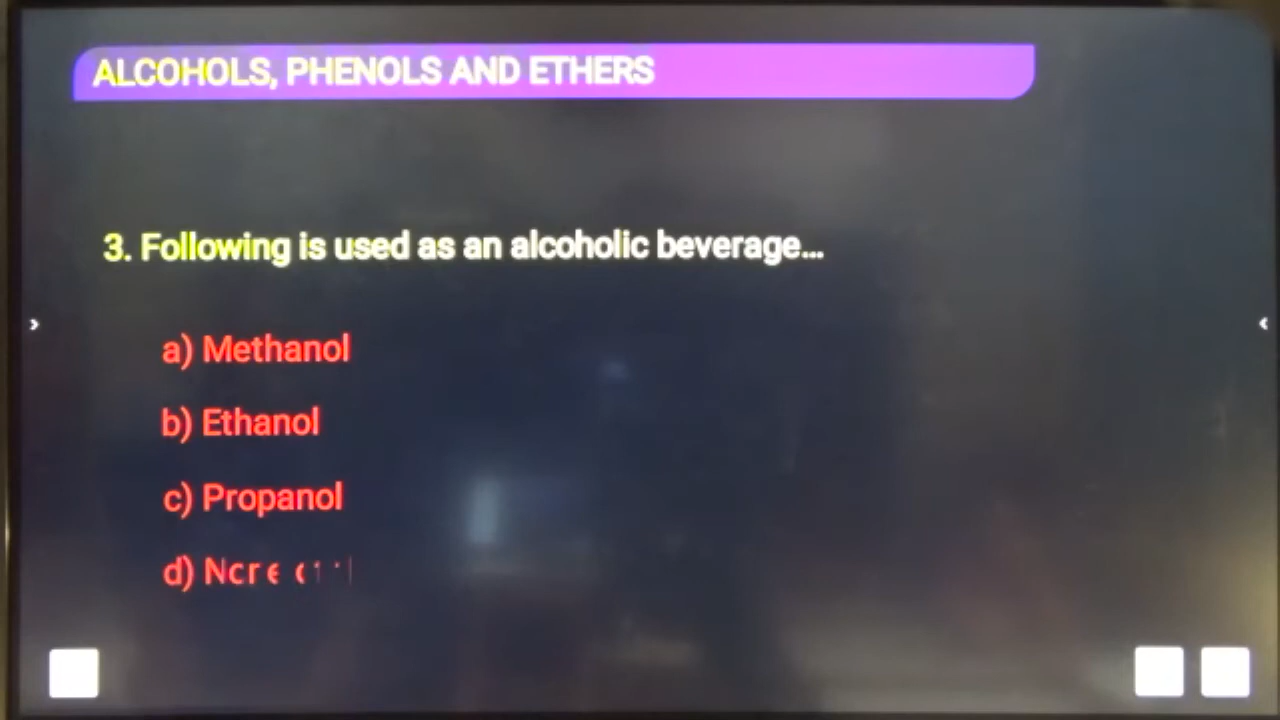 ALCOHOLS, PHENOLS AND ETHERS
3. Following is used as an alcoholic beverage...
a) Methanol
b) Ethanol
c) Propanol
d)